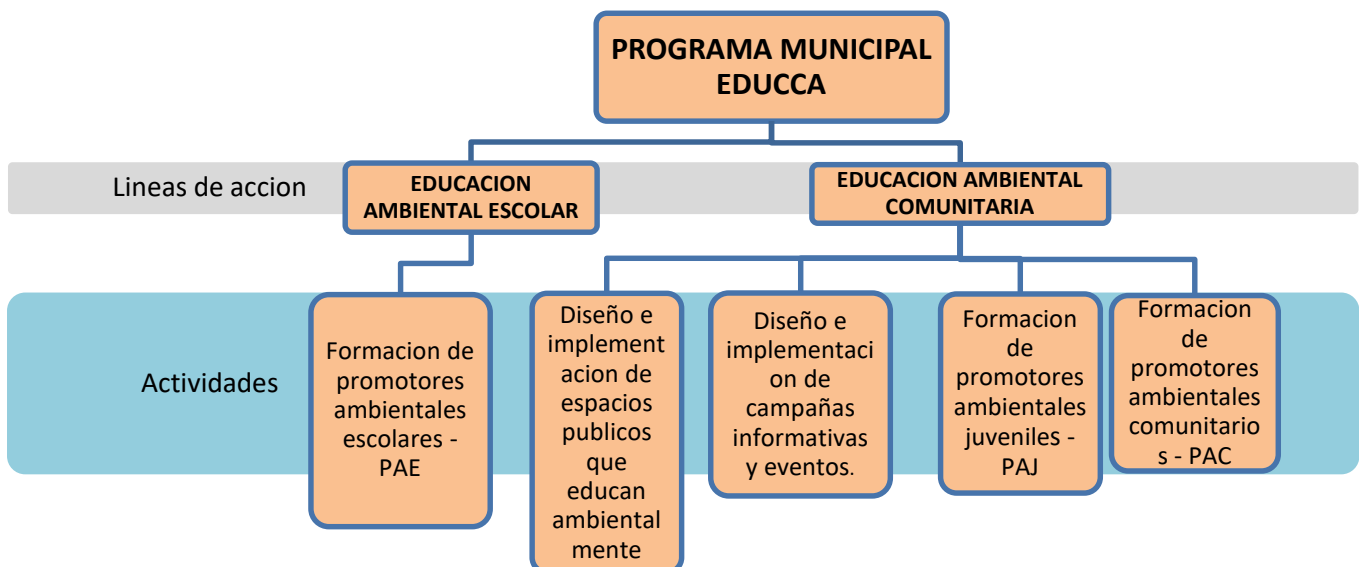 PROGRAMA MUNICIPAL
EDUCCA
Lineas de accion
EDUCACION
AMBIENTAL ESCOLAR
EDUCACION AMBIENTAL
COMUNITARIA
Actividades
Formacion de
promotores
ambientales
escolares -
PAE
Diseño e
implement
acion de
espacios
publicos
que
educan
ambiental
mente
Diseño e
implementaci
on de
campañas
informativas
y eventos.
Formacion
de
promotores
ambientales
juveniles -
PAJ
Formacion
de
promotores
ambientales
comunitario
s - PAC